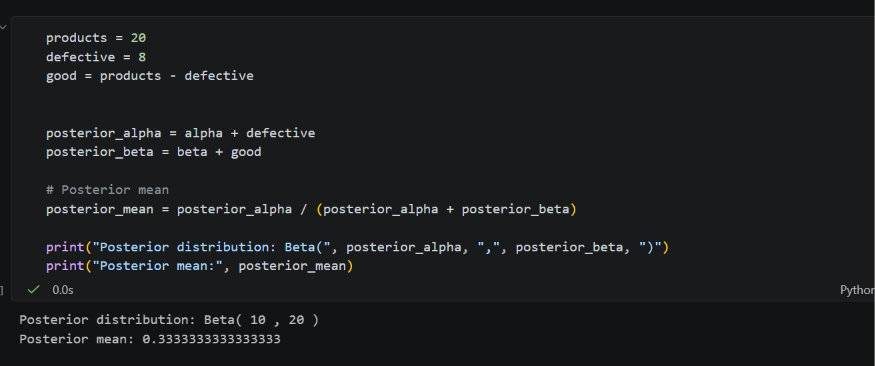 products = 20
defective = 8
good = products - defective
posterior_alpha = alpha + defective
posterior_beta = beta + good
# Posterior mean
posterior_mean = posterior_alpha / (posterior_alpha + posterior_beta)
print("Posterior distribution: Beta(", posterior_alpha, ",", posterior_beta, ")")
print("Posterior mean:", posterior_mean)
] 0.0s Python
Posterior distribution: Beta( 10 , 20 )
Posterior mean: 0.3333333333333333